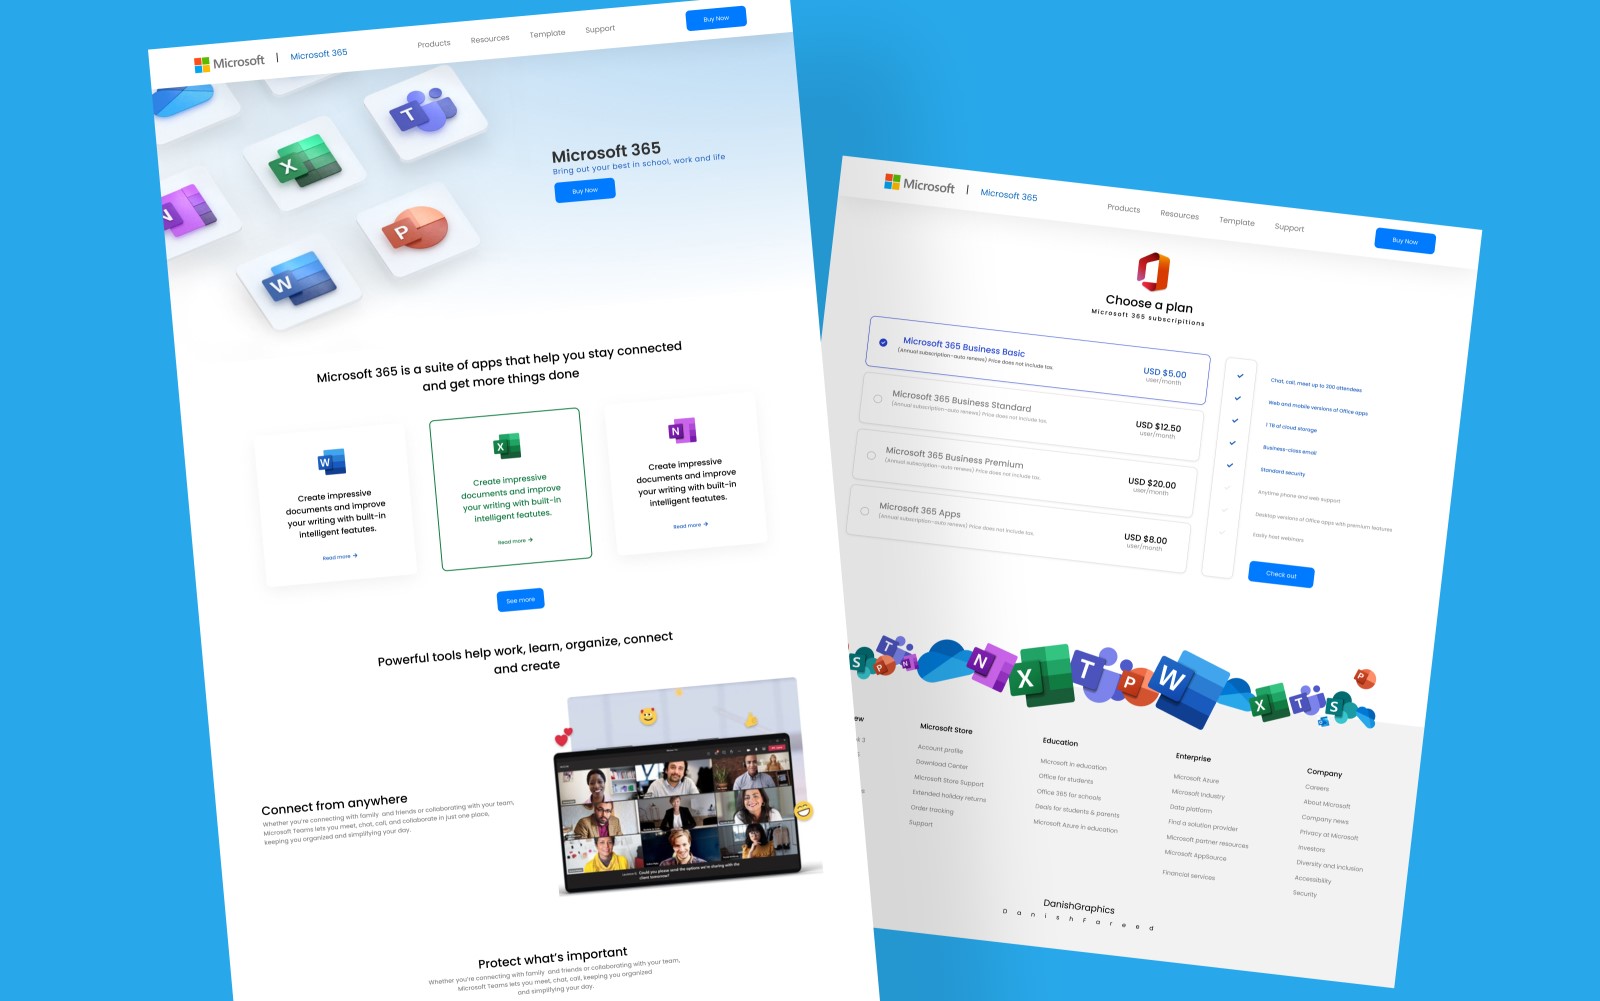 Microsoft | Microsoft 365
Products
Resources
Template
Support
Buy Now
T
X
N
P
W
Microsoft 365
Bring out your best in school, work and life
Buy Now
Microsoft 365 is a suite of apps that help you stay connected
and get more things done
W
Create impressive
documents and improve
your writing with built-in
intelligent featutes.
Read more →
X
Create impressive
documents and improve
your writing with built-in
intelligent featutes.
Read more →
N
Create impressive
documents and improve
your writing with built-in
intelligent featutes.
Read more →
See more
Powerful tools help work, learn, organize, connect
and create
Connect from anywhere
Whether you're connecting with family and friends or collaborating with your team,
Microsoft Teams lets you meet, chat, call, and collaborate in just one place,
keeping you organized and simplifying your day.
Could you please send the options we're starting with the
client tomorrow?
Protect what's important
Whether you're connecting with family and friends or collaborating with your team,
Microsoft Teams lets you meet, chat, call, keeping you organized
and simplifying your day.
Microsoft | Microsoft 365
Products
Resources
Template
Support
Buy Now
Choose a plan
Microsoft 365 subscripitions
Microsoft 365 Business Basic
(Annual subscription-auto renews) Price does not include tax.
USD $5.00
user/month
Microsoft 365 Business Standard
(Annual subscription-auto renews) Price does not include tax.
USD $12.50
user/month
Microsoft 365 Business Premium
(Annual subscription-auto renews) Price does not include tax.
USD $20.00
user/month
Microsoft 365 Apps
(Annual subscription-auto renews) Price does not include tax.
USD $8.00
user/month
Chat, call, meet up to 300 attendees
Web and mobile versions of Office apps
1 TB of cloud storage
Business-class email
Standard security
Anytime phone and web support
Desktop versions of Office apps with premium features
Easily host webinars
Check out
S
P
T
N
N
X
T
P
W
X
T
S
P
ew
k 3
s
Microsoft Store
Account profile
Download Center
Microsoft Store Support
Extended holiday returns
Order tracking
Support
Education
Microsoft in education
Office for students
Office 365 for schools
Deals for students & parents
Microsoft Azure in education
Enterprise
Microsoft Azure
Microsoft Industry
Data platform
Find a solution provider
Microsoft partner resources
Microsoft AppSource
Financial services
Company
Careers
About Microsoft
Company news
Privacy at Microsoft
Investors
Diversity and inclusion
Accessibility
Security
DanishGraphics
D a n i s h F a r e e d